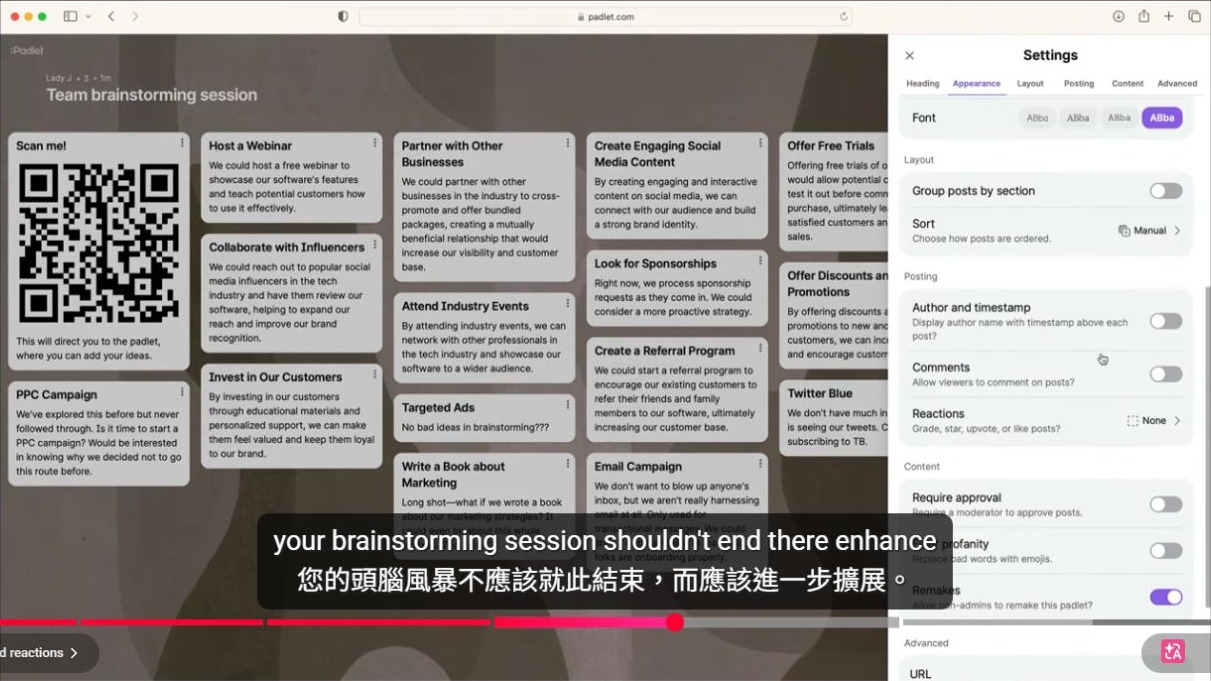 padlet.com
:Padlet
Lady J + 3 • 1m
Team brainstorming session
Scan me!
This will direct you to the padlet,
where you can add your ideas.
PPC Campaign
We've explored this before but never
followed through. Is it time to start a
PPC campaign? Would be interested
in knowing why we decided not to go
this route before.
Host a Webinar
We could host a free webinar to
showcase our software's features
and teach potential customers how
to use it effectively.
Collaborate with Influencers
We could reach out to popular social
media influencers in the tech
industry and have them review our
software, helping to expand our
reach and improve our brand
recognition.
Invest in Our Customers
By investing in our customers
through educational materials and
personalized support, we can make
them feel valued and keep them loyal
to our brand.
Partner with Other
Businesses
We could partner with other
businesses in the industry to cross-
promote and offer bundled
packages, creating a mutually
beneficial relationship that would
increase our visibility and customer
base.
Attend Industry Events
By attending industry events, we can
network with other professionals in
the tech industry and showcase our
software to a wider audience.
Targeted Ads
No bad ideas in brainstorming???
Write a Book about
Marketing
Long shot—what if we wrote a book
about our marketing strategies? It
could even be about this whole
Create Engaging Social
Media Content
By creating engaging and interactive
content on social media, we can
connect with our audience and build
a strong brand identity.
Look for Sponsorships
Right now, we process sponsorship
requests as they come in. We could
consider a more proactive strategy.
Create a Referral Program
We could start a referral program to
encourage our existing customers to
refer their friends and family
members to our software, ultimately
increasing our customer base.
Email Campaign
We don't want to blow up anyone's
inbox, but we aren't really harnessing
email at all. Only used for
transactional messages. We could
folks are onboarding properly.
Offer Free Trials
Offering free trials of o
would allow potential c
test it out before comm
purchase, ultimately le
satisfied customers an
sales.
Offer Discounts an
Promotions
By offering discounts a
promotions to new anc
customers, we can inc
and encourage custom
Twitter Blue
We don't have much in
is seeing our tweets. C
subscribing to TB.
Settings
Heading Appearance Layout Posting Content Advanced
Font ABba ABba ABba ABba
Layout
Group posts by section
Sort
Choose how posts are ordered.
Manual
Posting
Author and timestamp
Display author name with timestamp above each
post?
Comments
Allow viewers to comment on posts?
Reactions
Grade, star, upvote, or like posts?
None
Content
Require approval
Require a moderator to approve posts.
profanity
Replace bad words with emojis.
Remakes
Allow non-admins to remake this padlet?
Advanced
URL
your brainstorming session shouldn't end there enhance
您的頭腦風暴不應該就此結束，而應該進一步擴展。
d reactions